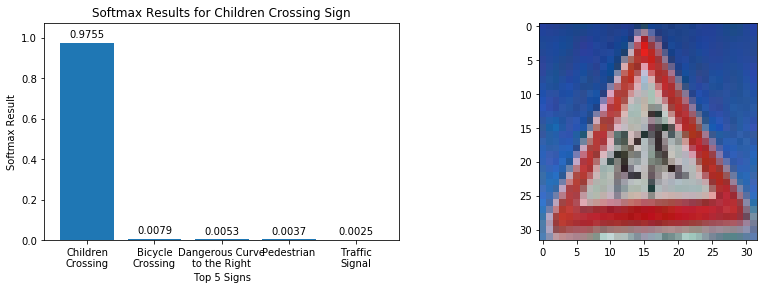 Softmax Results for Children Crossing Sign
Softmax Result
1.0
0.8
0.6
0.4
0.2
0.0
0.9755
0.0079
0.0053
0.0037
0.0025
Children
Crossing
Bicycle
Crossing
Dangerous Curve
to the Right
Pedestrian
Traffic
Signal
Top 5 Signs
0
5
10
15
20
25
30
0 5 10 15 20 25 30